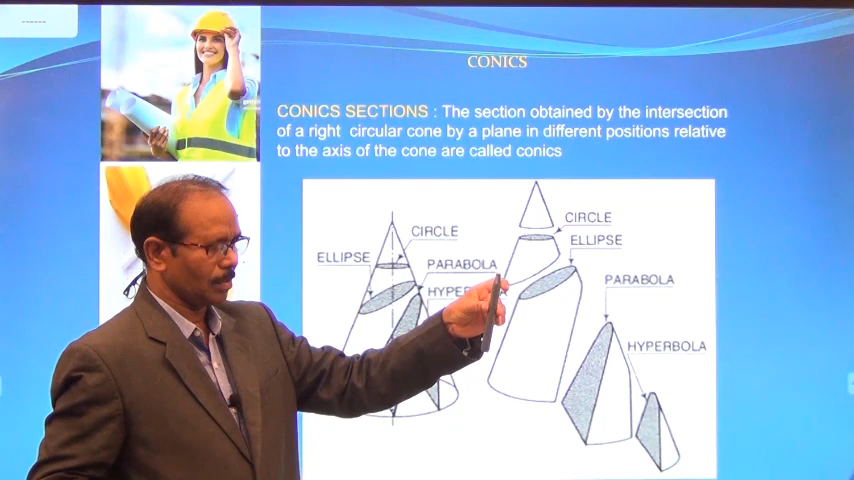 ------
CONICS
CONICS SECTIONS : The section obtained by the intersection
of a right circular cone by a plane in different positions relative
to the axis of the cone are called conics
CIRCLE
ELLIPSE
PARABOLA
CIRCLE
ELLIPSE
PARABOLA
HYPERBOLA